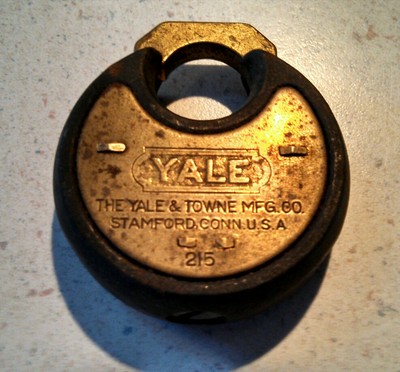 YALE
THE YALE & TOWNE MFG. CO.
STAMFORD, CONN. U.S.A
215